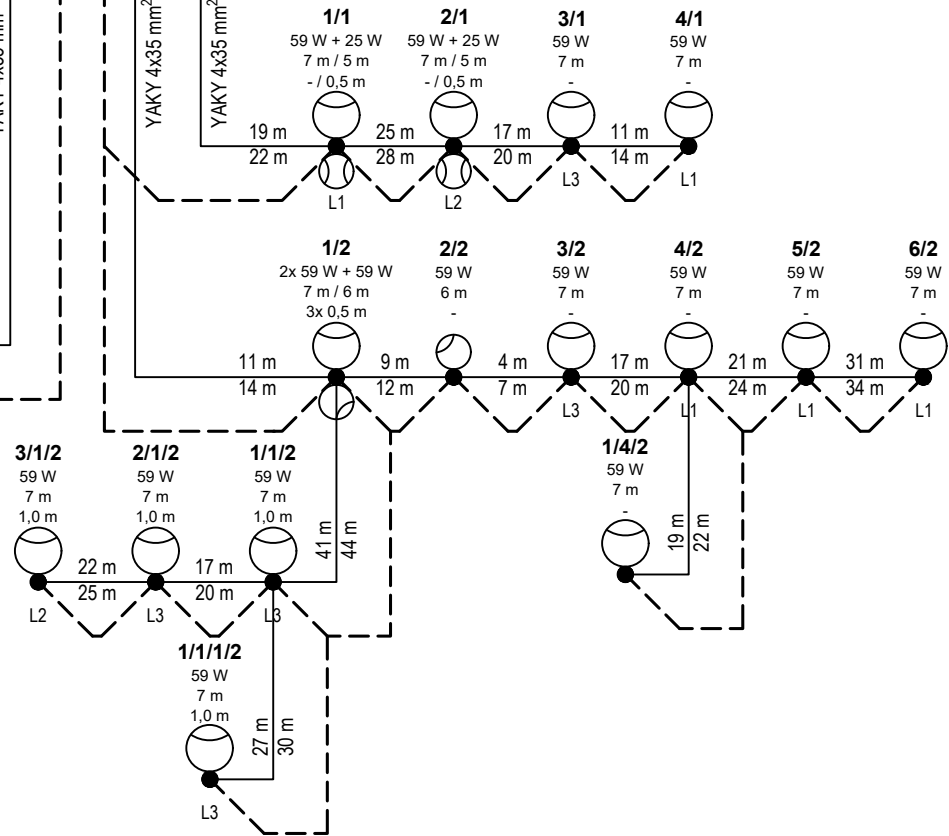 YAKY 4x35 mm²
YAKY 4x35 mm²
1/1
59 W + 25 W
7 m / 5 m
- / 0,5 m
2/1
59 W + 25 W
7 m / 5 m
- / 0,5 m
3/1
59 W
7 m
-
4/1
59 W
7 m
-
19 m
22 m
25 m
28 m
17 m
20 m
11 m
14 m
L1
L2
L3
L1
1/2
2x 59 W + 59 W
7 m / 6 m
3x 0,5 m
2/2
59 W
6 m
-
3/2
59 W
7 m
-
4/2
59 W
7 m
-
5/2
59 W
7 m
-
6/2
59 W
7 m
-
11 m
14 m
9 m
12 m
4 m
7 m
17 m
20 m
21 m
24 m
31 m
34 m
L3
L1
L1
L1
3/1/2
59 W
7 m
1,0 m
2/1/2
59 W
7 m
1,0 m
1/1/2
59 W
7 m
1,0 m
1/4/2
59 W
7 m
-
41 m
44 m
19 m
22 m
22 m
25 m
17 m
20 m
L2
L3
L3
1/1/1/2
59 W
7 m
1,0 m
27 m
30 m
L3